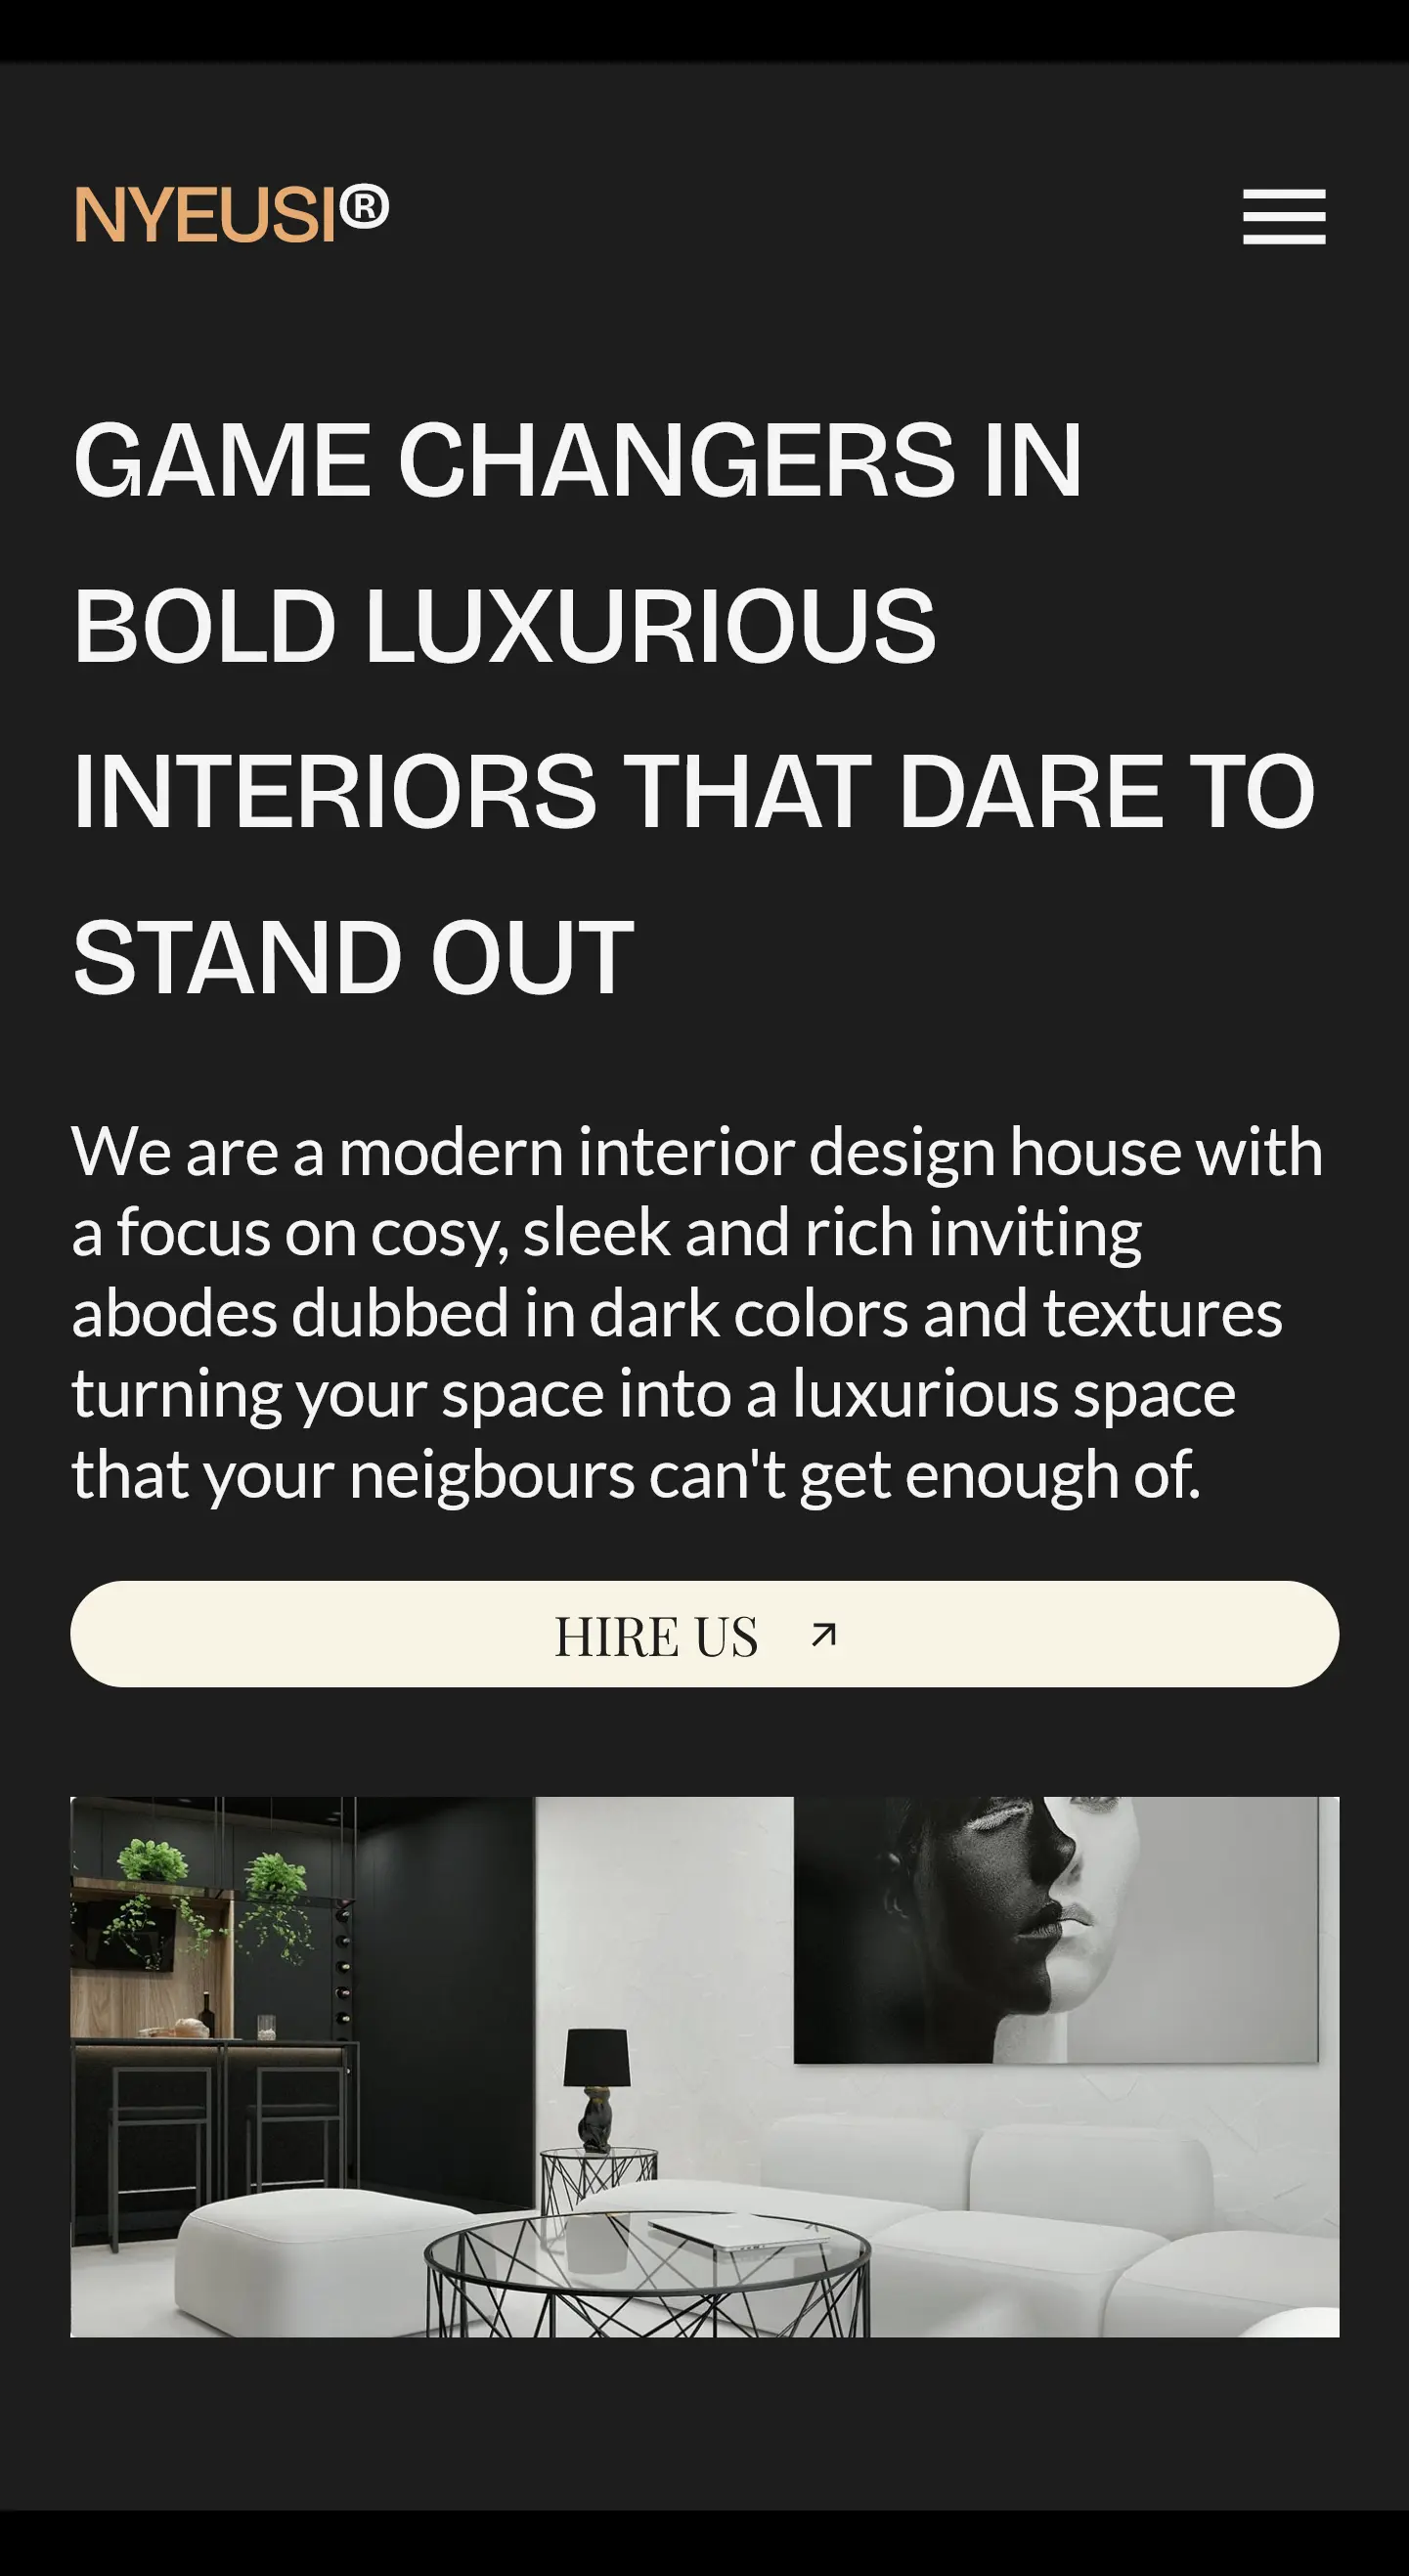 NYEUSI®
GAME CHANGERS IN
BOLD LUXURIOUS
INTERIORS THAT DARE TO
STAND OUT
We are a modern interior design house with
a focus on cosy, sleek and rich inviting
abodes dubbed in dark colors and textures
turning your space into a luxurious space
that your neigbours can't get enough of.
HIRE US